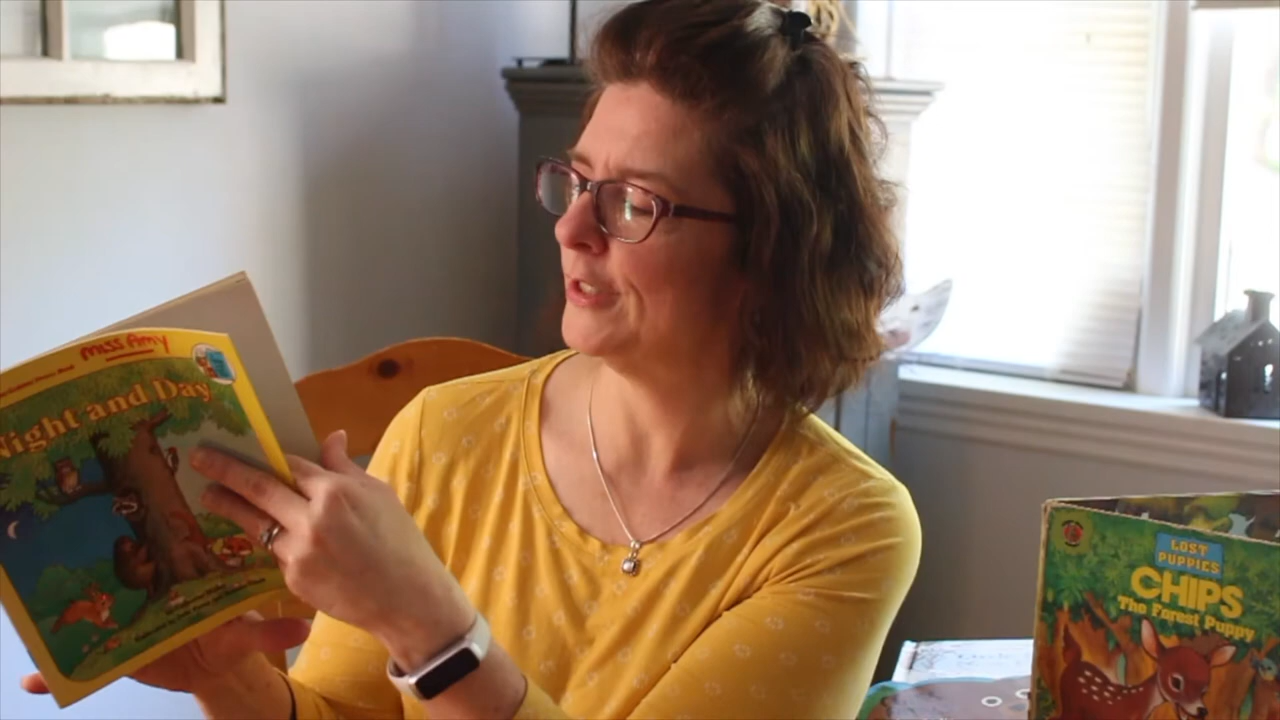 Miss Amy
Night and Day
LOST
PUPPIES
CHIPS
The Forest Puppy